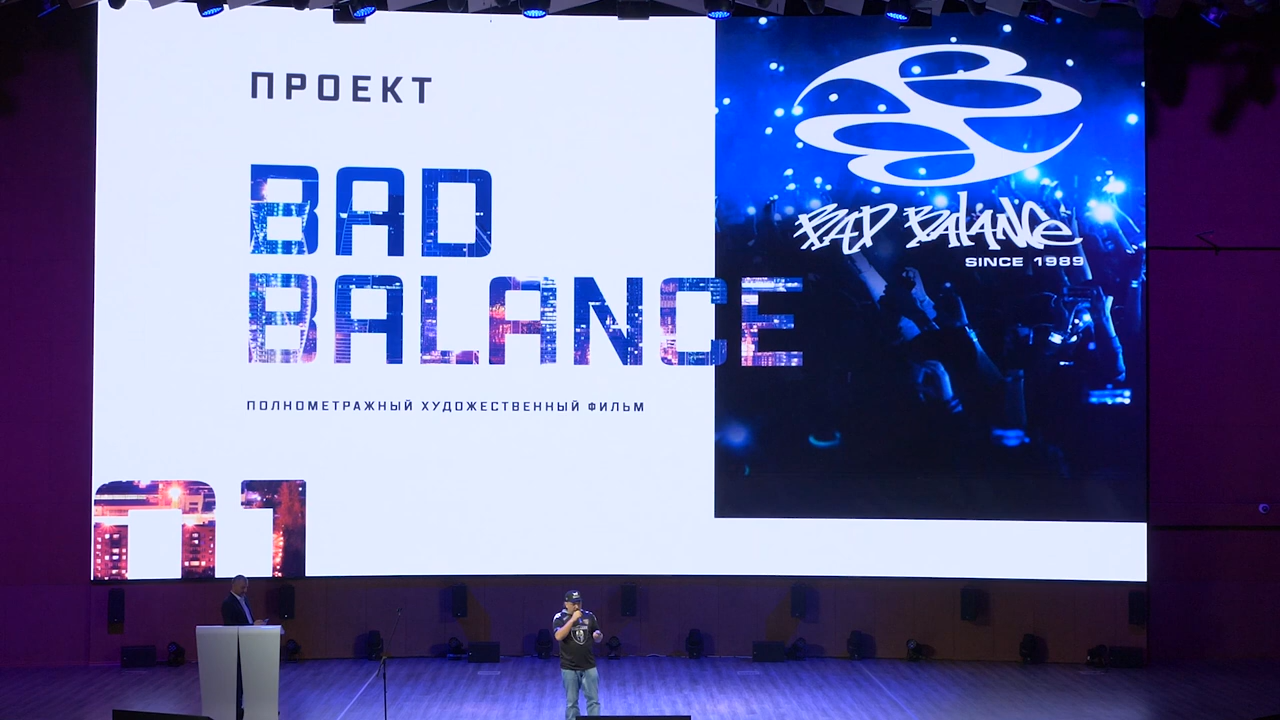 ПРОЕКТ
BAD
BALANCE
ПОЛНОМЕТРАЖНЫЙ ХУДОЖЕСТВЕННЫЙ ФИЛЬМ
01
BAD BALANCE
SINCE 1989